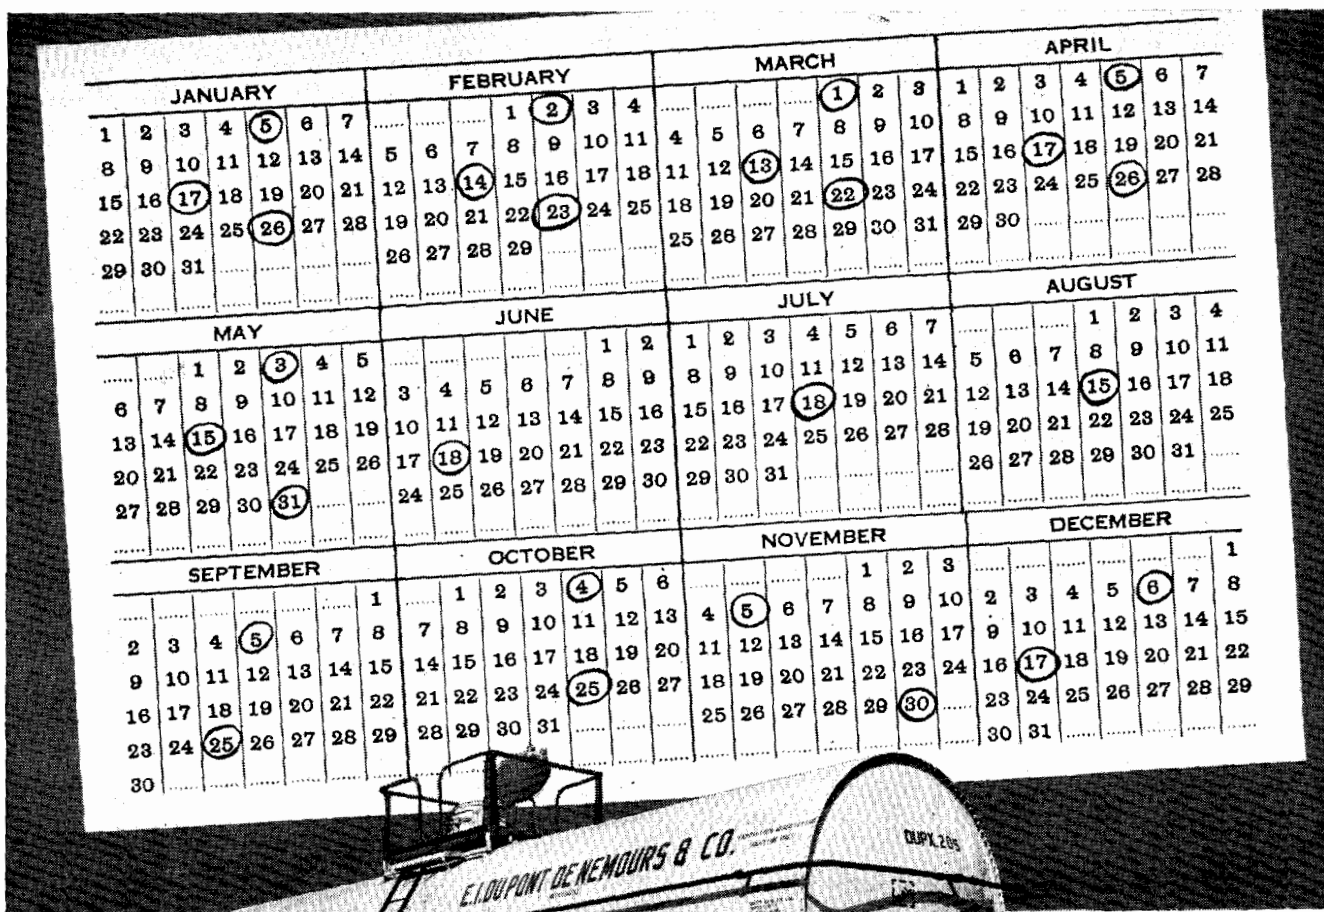 JANUARY
1 2 3 4 5 6 7
8 9 10 11 12 13 14
15 16 17 18 19 20 21
22 23 24 25 26 27 28
29 30 31
FEBRUARY
1 2 3 4
5 6 7 8 9 10 11
12 13 14 15 16 17 18
19 20 21 22 23 24 25
26 27 28 29
MARCH
1 2 3
4 5 6 7 8 9 10
11 12 13 14 15 16 17
18 19 20 21 22 23 24
25 26 27 28 29 30 31
APRIL
1 2 3 4 5 6 7
8 9 10 11 12 13 14
15 16 17 18 19 20 21
22 23 24 25 26 27 28
29 30
MAY
1 2 3 4 5
6 7 8 9 10 11 12
13 14 15 16 17 18 19
20 21 22 23 24 25 26
27 28 29 30 31
JUNE
1 2
3 4 5 6 7 8 9
10 11 12 13 14 15 16
17 18 19 20 21 22 23
24 25 26 27 28 29 30
JULY
1 2 3 4 5 6 7
8 9 10 11 12 13 14
15 16 17 18 19 20 21
22 23 24 25 26 27 28
29 30 31
AUGUST
1 2 3 4
5 6 7 8 9 10 11
12 13 14 15 16 17 18
19 20 21 22 23 24 25
26 27 28 29 30 31
SEPTEMBER
1
2 3 4 5 6 7 8
9 10 11 12 13 14 15
16 17 18 19 20 21 22
23 24 25 26 27 28 29
30
OCTOBER
1 2 3 4 5 6
7 8 9 10 11 12 13
14 15 16 17 18 19 20
21 22 23 24 25 26 27
28 29 30 31
NOVEMBER
1 2 3
4 5 6 7 8 9 10
11 12 13 14 15 16 17
18 19 20 21 22 23 24
25 26 27 28 29 30
DECEMBER
1
2 3 4 5 6 7 8
9 10 11 12 13 14 15
16 17 18 19 20 21 22
23 24 25 26 27 28 29
30 31
E.I. DU PONT DE NEMOURS & CO.
DUPX. 205